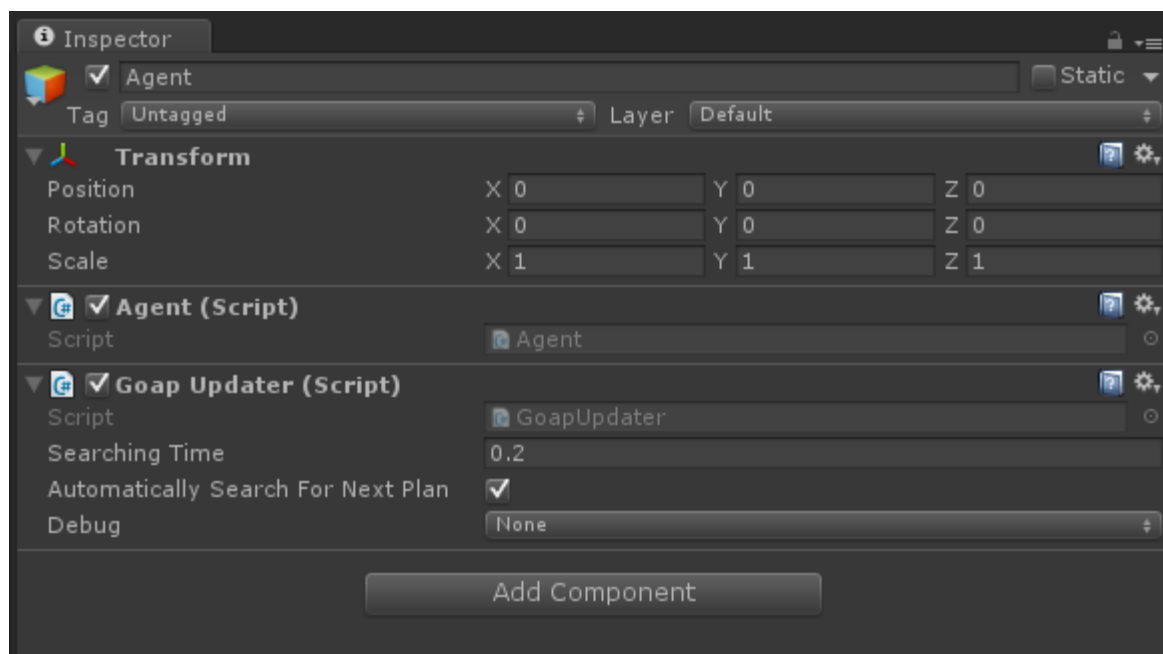 Inspector
Agent Static
Tag Untagged Layer Default
Transform
Position X 0 Y 0 Z 0
Rotation X 0 Y 0 Z 0
Scale X 1 Y 1 Z 1
Agent (Script)
Script Agent
Goap Updater (Script)
Script GoapUpdater
Searching Time 0.2
Automatically Search For Next Plan
Debug None
Add Component